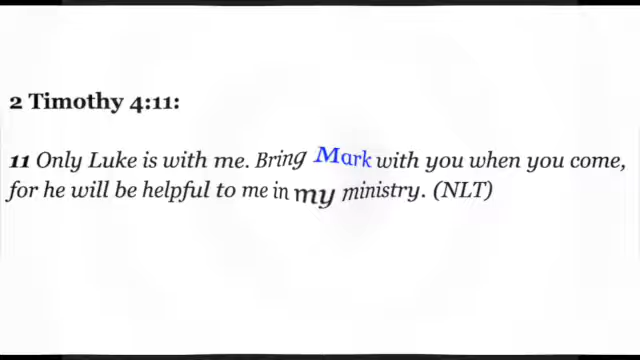 2 Timothy 4:11:
11 Only Luke is with me. Bring Mark with you when you come,
for he will be helpful to me in my ministry. (NLT)